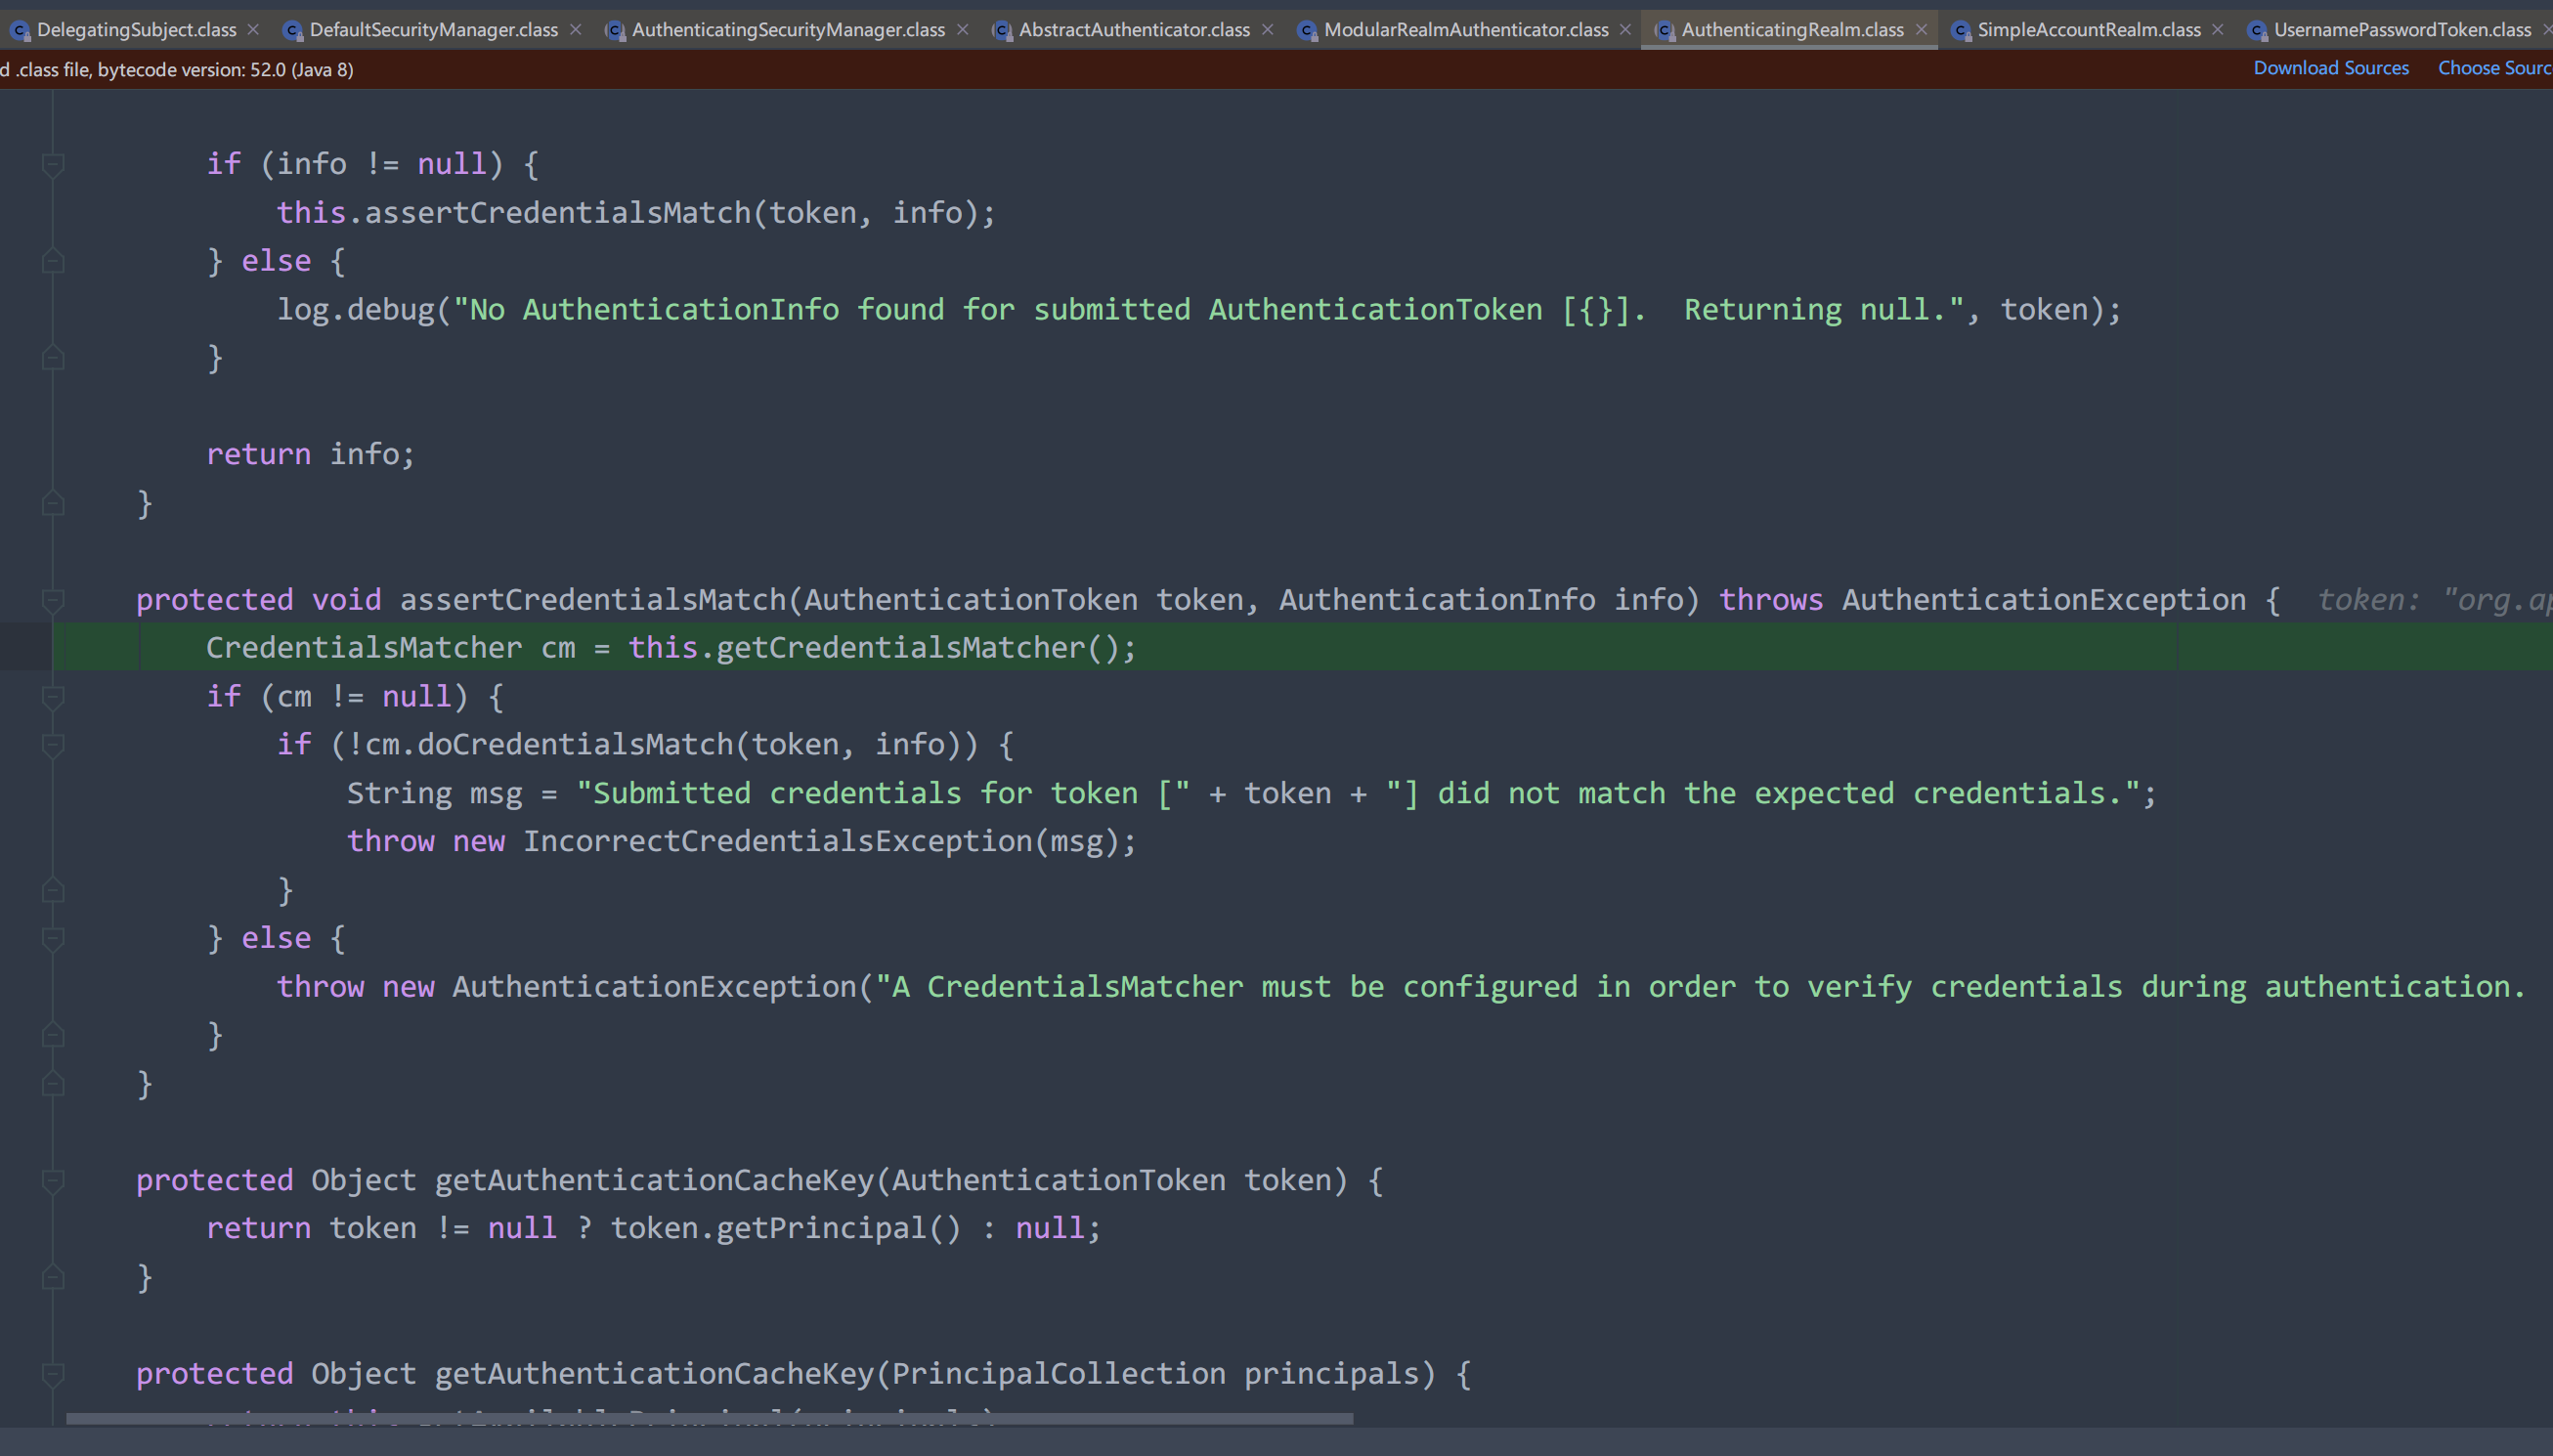 DelegatingSubject.class DefaultSecurityManager.class AuthenticatingSecurityManager.class AbstractAuthenticator.class ModularRealmAuthenticator.class AuthenticatingRealm.class SimpleAccountRealm.class UsernamePasswordToken.class
d .class file, bytecode version: 52.0 (Java 8) Download Sources Choose Sourc
if (info != null) {
this.assertCredentialsMatch(token, info);
} else {
log.debug("No AuthenticationInfo found for submitted AuthenticationToken [{}].  Returning null.", token);
}
return info;
}
protected void assertCredentialsMatch(AuthenticationToken token, AuthenticationInfo info) throws AuthenticationException { token: "org.ap
CredentialsMatcher cm = this.getCredentialsMatcher();
if (cm != null) {
if (!cm.doCredentialsMatch(token, info)) {
String msg = "Submitted credentials for token [" + token + "] did not match the expected credentials.";
throw new IncorrectCredentialsException(msg);
}
} else {
throw new AuthenticationException("A CredentialsMatcher must be configured in order to verify credentials during authentication.
}
}
protected Object getAuthenticationCacheKey(AuthenticationToken token) {
return token != null ? token.getPrincipal() : null;
}
protected Object getAuthenticationCacheKey(PrincipalCollection principals) {